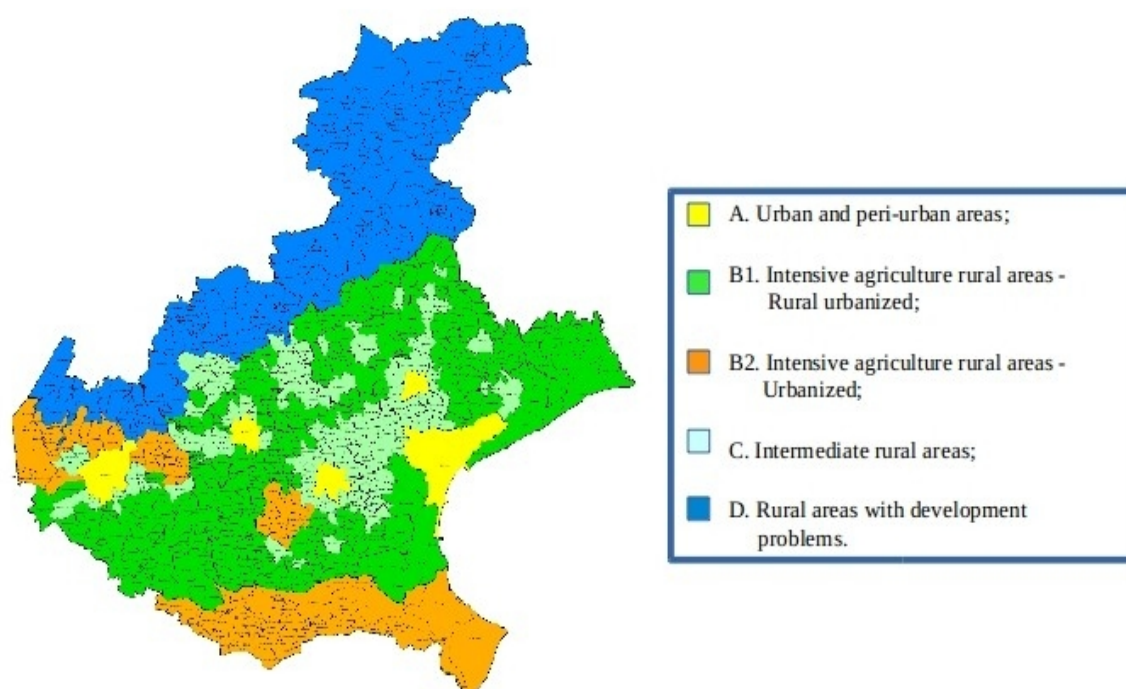 A. Urban and peri-urban areas;
B1. Intensive agriculture rural areas -
Rural urbanized;
B2. Intensive agriculture rural areas -
Urbanized;
C. Intermediate rural areas;
D. Rural areas with development
problems.